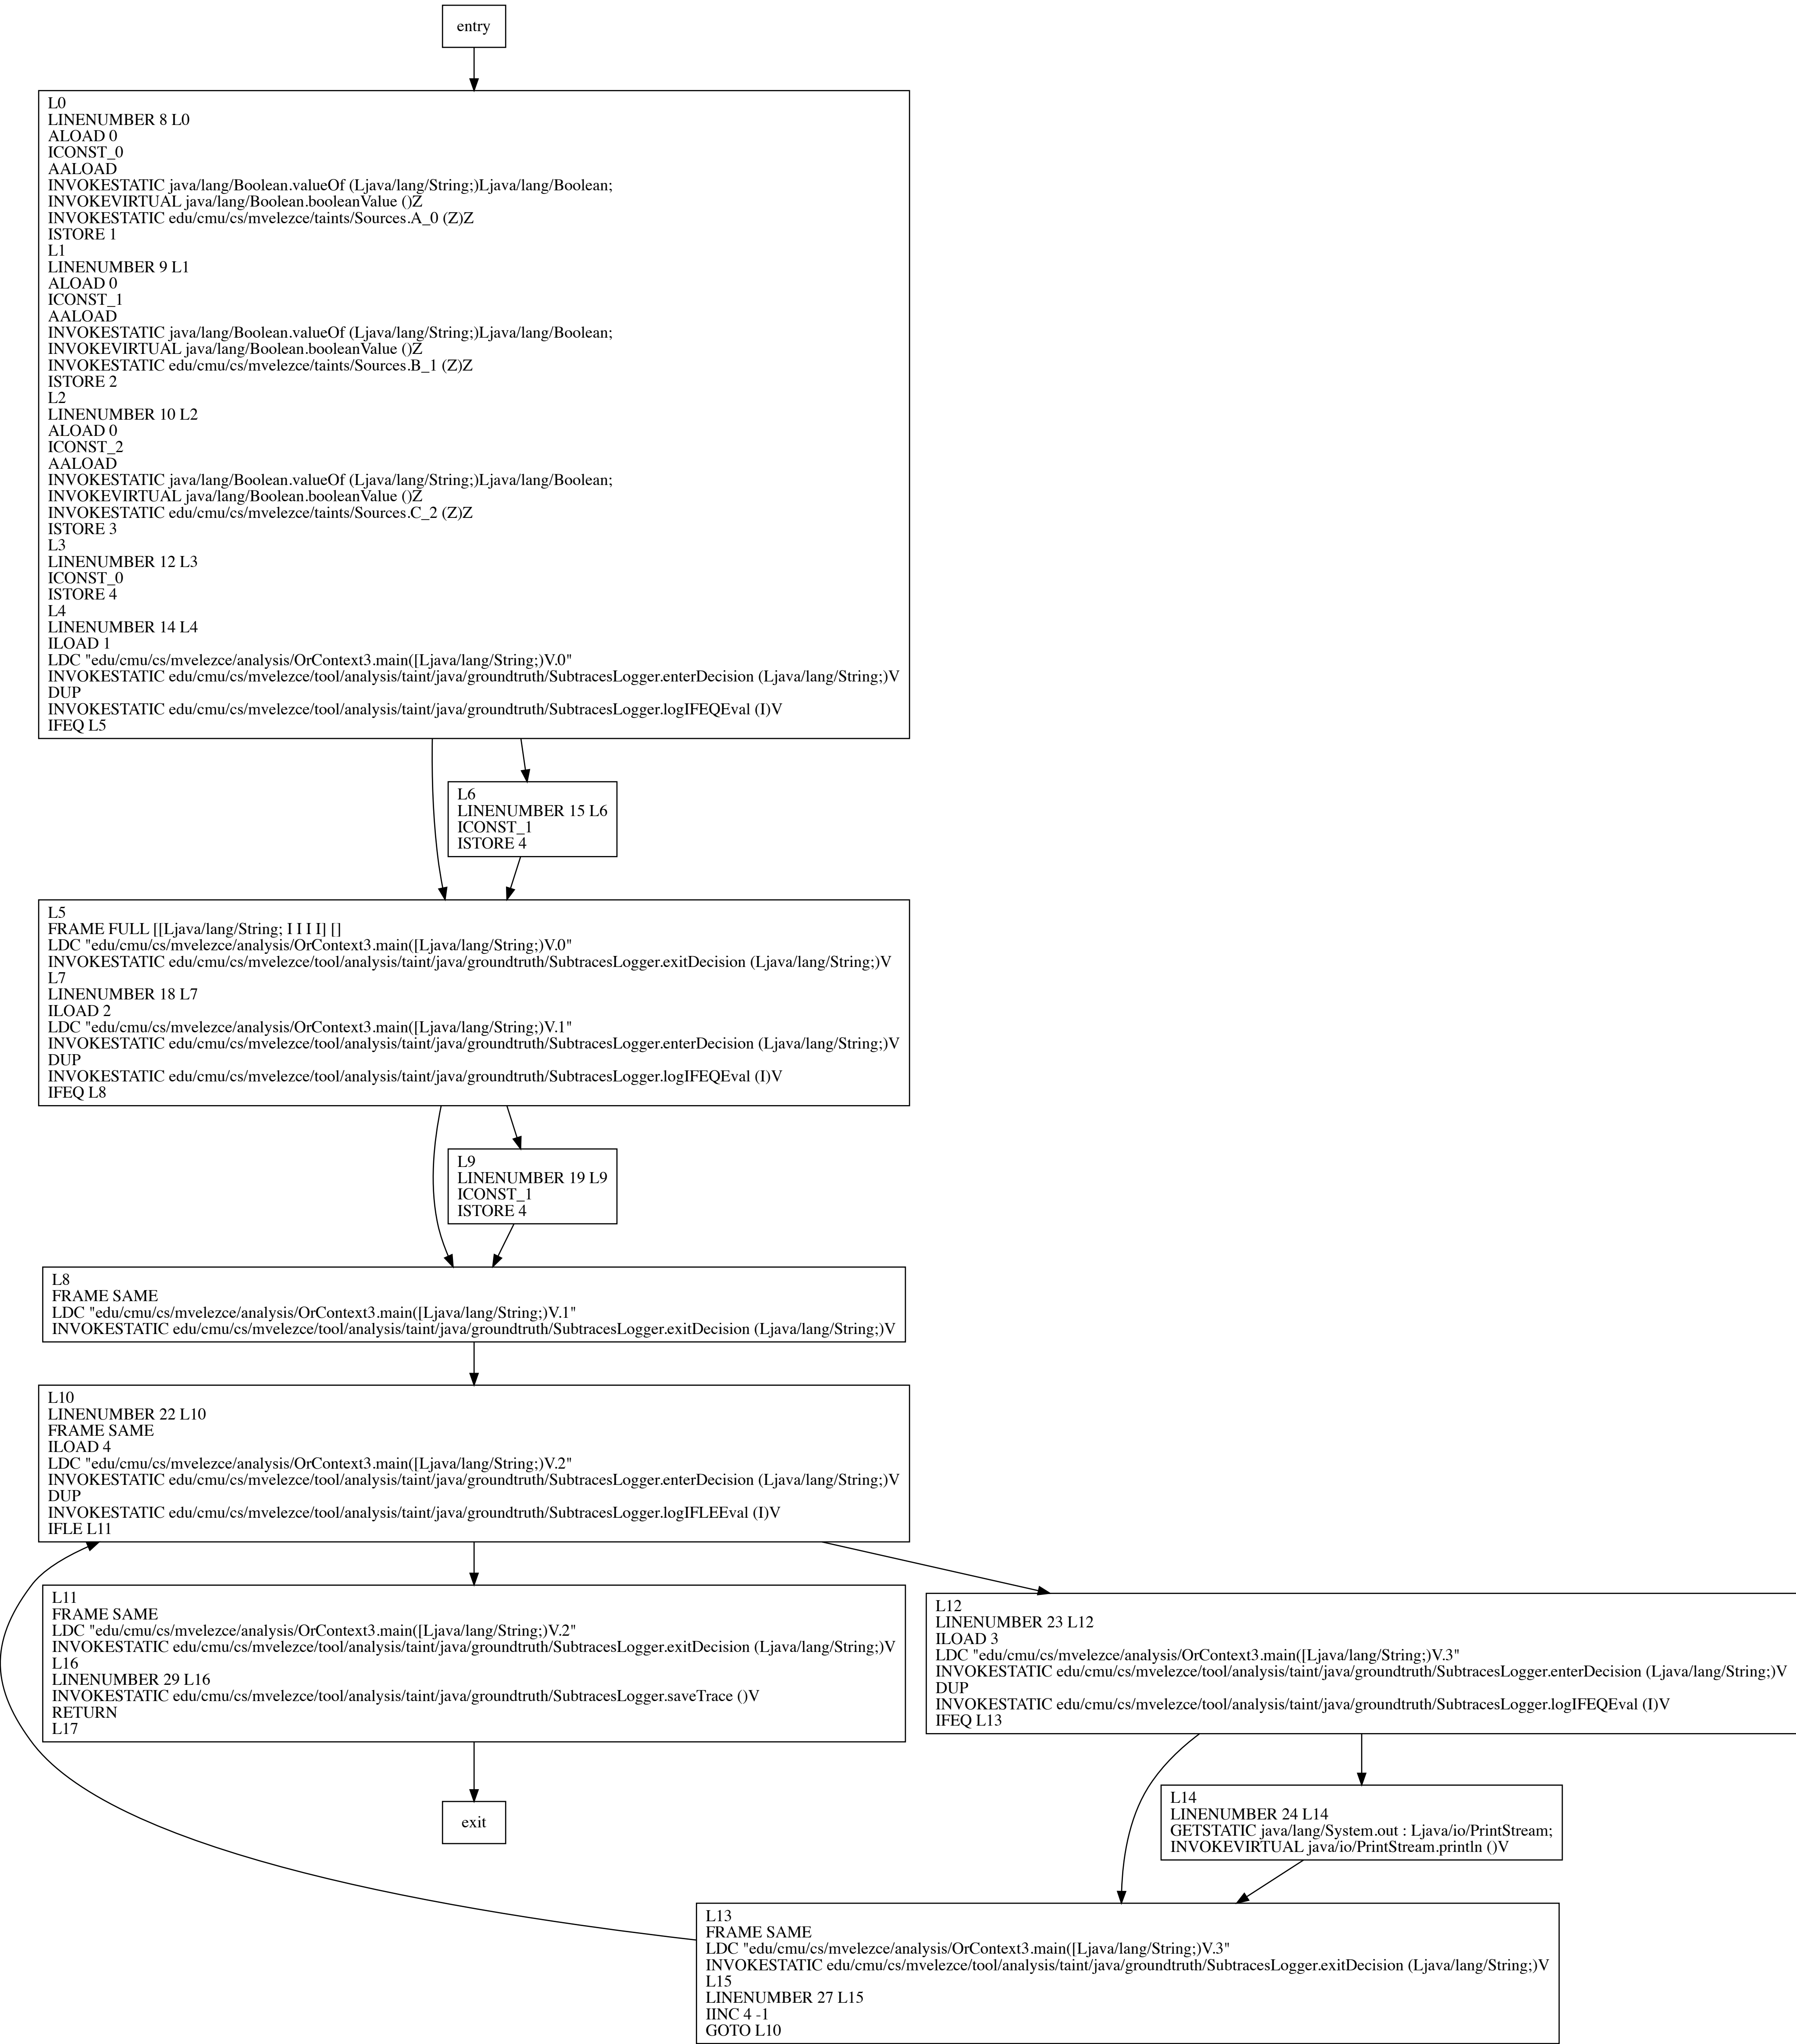 entry
L0
LINENUMBER 8 L0
ALOAD 0
ICONST_0
AALOAD
INVOKESTATIC java/lang/Boolean.valueOf (Ljava/lang/String;)Ljava/lang/Boolean;
INVOKEVIRTUAL java/lang/Boolean.booleanValue ()Z
INVOKESTATIC edu/cmu/cs/mvelezce/taints/Sources.A_0 (Z)Z
ISTORE 1
L1
LINENUMBER 9 L1
ALOAD 0
ICONST_1
AALOAD
INVOKESTATIC java/lang/Boolean.valueOf (Ljava/lang/String;)Ljava/lang/Boolean;
INVOKEVIRTUAL java/lang/Boolean.booleanValue ()Z
INVOKESTATIC edu/cmu/cs/mvelezce/taints/Sources.B_1 (Z)Z
ISTORE 2
L2
LINENUMBER 10 L2
ALOAD 0
ICONST_2
AALOAD
INVOKESTATIC java/lang/Boolean.valueOf (Ljava/lang/String;)Ljava/lang/Boolean;
INVOKEVIRTUAL java/lang/Boolean.booleanValue ()Z
INVOKESTATIC edu/cmu/cs/mvelezce/taints/Sources.C_2 (Z)Z
ISTORE 3
L3
LINENUMBER 12 L3
ICONST_0
ISTORE 4
L4
LINENUMBER 14 L4
ILOAD 1
LDC "edu/cmu/cs/mvelezce/analysis/OrContext3.main([Ljava/lang/String;)V.0"
INVOKESTATIC edu/cmu/cs/mvelezce/tool/analysis/taint/java/groundtruth/SubtracesLogger.enterDecision (Ljava/lang/String;)V
DUP
INVOKESTATIC edu/cmu/cs/mvelezce/tool/analysis/taint/java/groundtruth/SubtracesLogger.logIFEQEval (I)V
IFEQ L5
L6
LINENUMBER 15 L6
ICONST_1
ISTORE 4
L5
FRAME FULL [[Ljava/lang/String; I I I I] []
LDC "edu/cmu/cs/mvelezce/analysis/OrContext3.main([Ljava/lang/String;)V.0"
INVOKESTATIC edu/cmu/cs/mvelezce/tool/analysis/taint/java/groundtruth/SubtracesLogger.exitDecision (Ljava/lang/String;)V
L7
LINENUMBER 18 L7
ILOAD 2
LDC "edu/cmu/cs/mvelezce/analysis/OrContext3.main([Ljava/lang/String;)V.1"
INVOKESTATIC edu/cmu/cs/mvelezce/tool/analysis/taint/java/groundtruth/SubtracesLogger.enterDecision (Ljava/lang/String;)V
DUP
INVOKESTATIC edu/cmu/cs/mvelezce/tool/analysis/taint/java/groundtruth/SubtracesLogger.logIFEQEval (I)V
IFEQ L8
L9
LINENUMBER 19 L9
ICONST_1
ISTORE 4
L8
FRAME SAME
LDC "edu/cmu/cs/mvelezce/analysis/OrContext3.main([Ljava/lang/String;)V.1"
INVOKESTATIC edu/cmu/cs/mvelezce/tool/analysis/taint/java/groundtruth/SubtracesLogger.exitDecision (Ljava/lang/String;)V
L10
LINENUMBER 22 L10
FRAME SAME
ILOAD 4
LDC "edu/cmu/cs/mvelezce/analysis/OrContext3.main([Ljava/lang/String;)V.2"
INVOKESTATIC edu/cmu/cs/mvelezce/tool/analysis/taint/java/groundtruth/SubtracesLogger.enterDecision (Ljava/lang/String;)V
DUP
INVOKESTATIC edu/cmu/cs/mvelezce/tool/analysis/taint/java/groundtruth/SubtracesLogger.logIFLEEval (I)V
IFLE L11
L11
FRAME SAME
LDC "edu/cmu/cs/mvelezce/analysis/OrContext3.main([Ljava/lang/String;)V.2"
INVOKESTATIC edu/cmu/cs/mvelezce/tool/analysis/taint/java/groundtruth/SubtracesLogger.exitDecision (Ljava/lang/String;)V
L16
LINENUMBER 29 L16
INVOKESTATIC edu/cmu/cs/mvelezce/tool/analysis/taint/java/groundtruth/SubtracesLogger.saveTrace ()V
RETURN
L17
L12
LINENUMBER 23 L12
ILOAD 3
LDC "edu/cmu/cs/mvelezce/analysis/OrContext3.main([Ljava/lang/String;)V.3"
INVOKESTATIC edu/cmu/cs/mvelezce/tool/analysis/taint/java/groundtruth/SubtracesLogger.enterDecision (Ljava/lang/String;)V
DUP
INVOKESTATIC edu/cmu/cs/mvelezce/tool/analysis/taint/java/groundtruth/SubtracesLogger.logIFEQEval (I)V
IFEQ L13
exit
L14
LINENUMBER 24 L14
GETSTATIC java/lang/System.out : Ljava/io/PrintStream;
INVOKEVIRTUAL java/io/PrintStream.println ()V
L13
FRAME SAME
LDC "edu/cmu/cs/mvelezce/analysis/OrContext3.main([Ljava/lang/String;)V.3"
INVOKESTATIC edu/cmu/cs/mvelezce/tool/analysis/taint/java/groundtruth/SubtracesLogger.exitDecision (Ljava/lang/String;)V
L15
LINENUMBER 27 L15
IINC 4 -1
GOTO L10